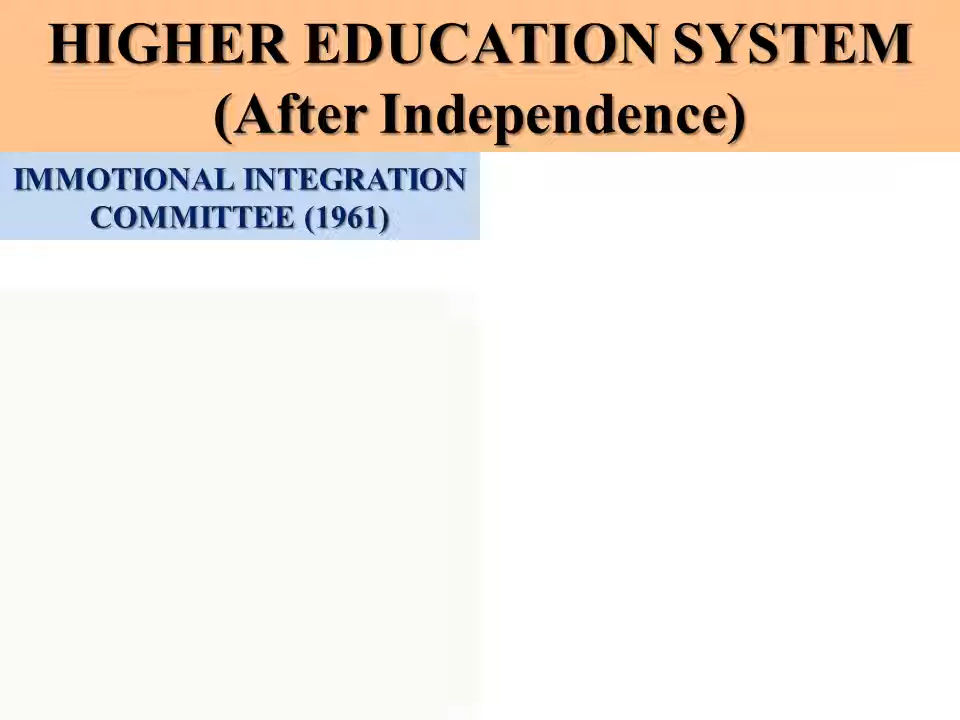 HIGHER EDUCATION SYSTEM
(After Independence)
IMMOTIONAL INTEGRATION
COMMITTEE (1961)